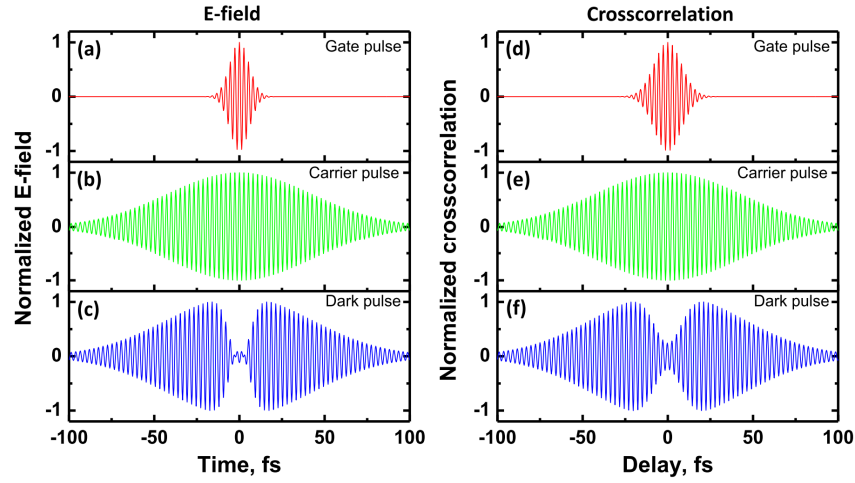 E-field
Crosscorrelation
Normalized E-field
(a)
Gate pulse
1
0
-1
(b)
Carrier pulse
1
0
-1
(c)
Dark pulse
1
0
-1
-100
-50
0
50
100
Time, fs
Normalized crosscorrelation
(d)
Gate pulse
1
0
-1
(e)
Carrier pulse
1
0
-1
(f)
Dark pulse
1
0
-1
-100
-50
0
50
100
Delay, fs